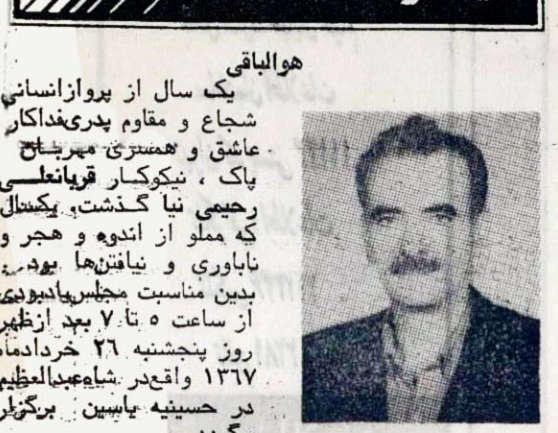 هوالباقی
یک سال از پروازانسانی
شجاع و مقاوم پدری فداکار
عاشق و همسری مهربان
پاک ، نیکوکار قربانعلی
رحیمی نیا گذشت، یکسال
که مملو از اندوه و هجر و
ناباوری و نیافتن‌ها بود .
بدین مناسبت مجلس یادبودی
از ساعت ۵ تا ۷ بعد ازظهر
روز پنجشنبه ۲۶ خردادماه
۱۳۶۷ واقع در شاه عبدالعظیم
در حسینیه یاسین برگزار